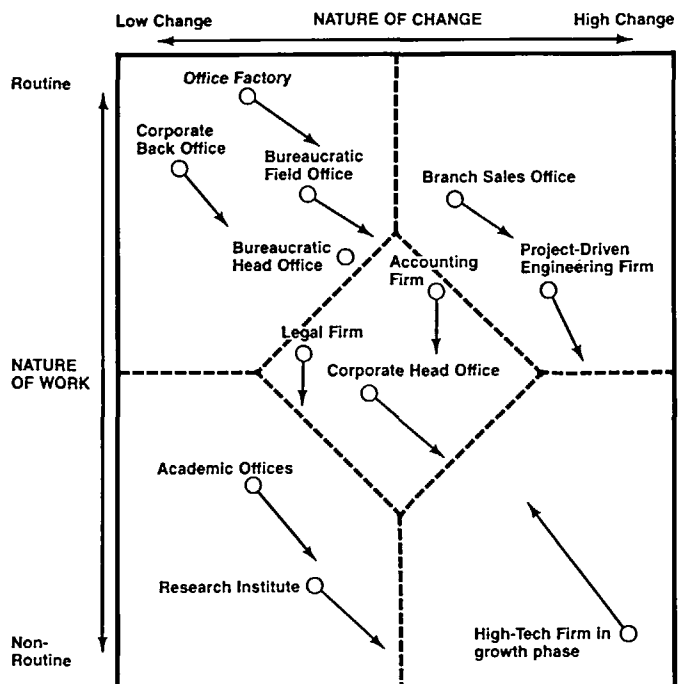 Low Change
NATURE OF CHANGE
High Change
Routine
Office Factory
Corporate
Back Office
Bureaucratic
Field Office
Branch Sales Office
Bureaucratic
Head Office
Accounting
Firm
Project-Driven
Engineering Firm
Legal Firm
NATURE
OF WORK
Corporate Head Office
Academic Offices
Research Institute
Non-
Routine
High-Tech Firm in
growth phase